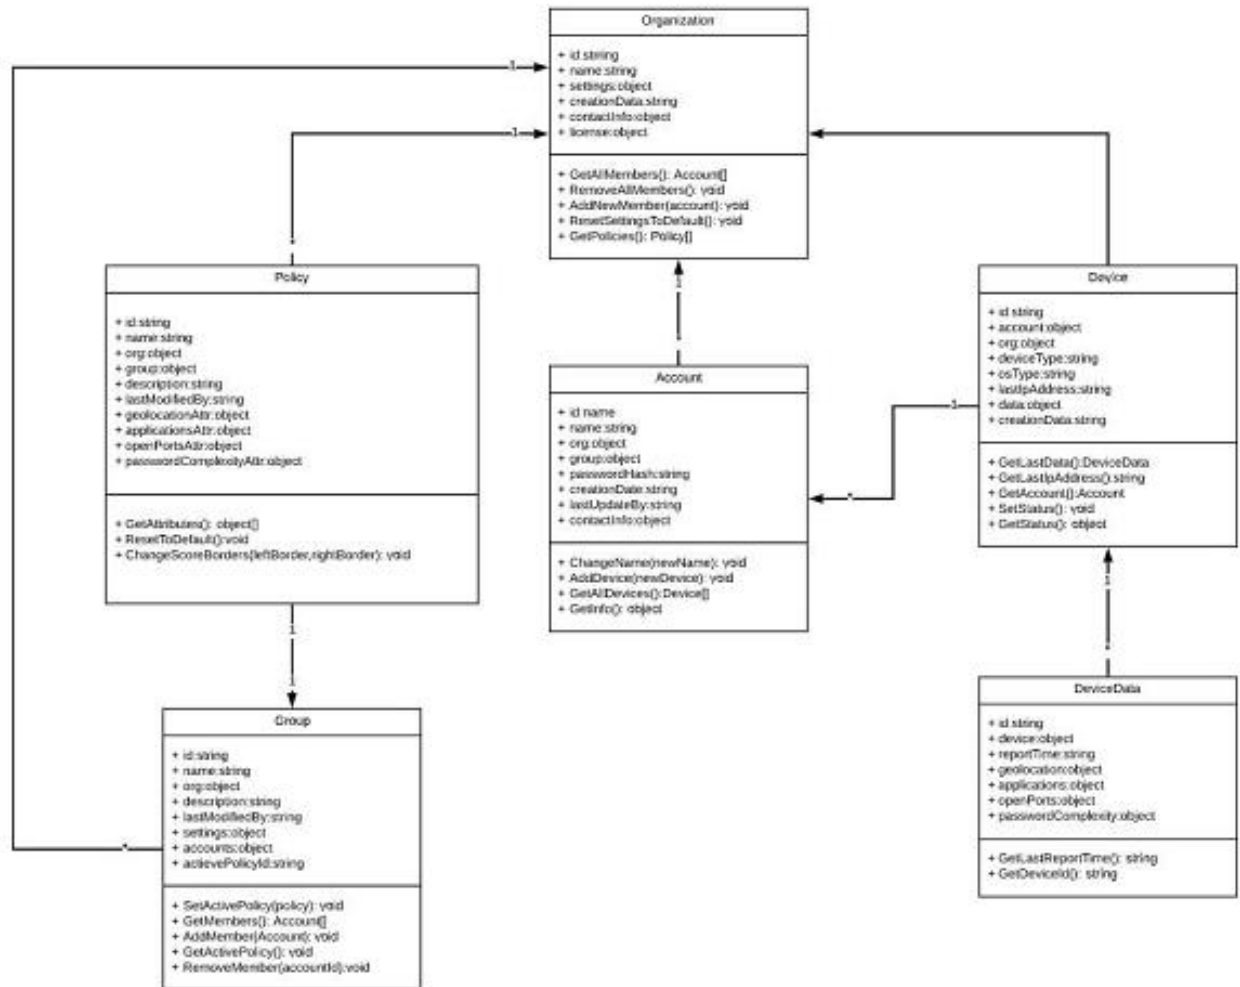 Organization
+ id:string
+ name:string
+ settings:object
+ creationData:string
+ contactInfo:object
+ license:object
+ GetAllMembers(): Account[]
+ RemoveAllMembers(): void
+ AddNewMember(account): void
+ ResetSettingsToDefault(): void
+ GetPolicies(): Policy[]
1
1
*
Policy
+ id:string
+ name:string
+ org:object
+ group:object
+ description:string
+ lastModifiedBy:string
+ geolocationAttr:object
+ applicationsAttr:object
+ openPortsAttr:object
+ passwordComplexityAttr:object
+ GetAttributes(): object[]
+ ResetToDefault():void
+ ChangeScoreBorders(leftBorder,rightBorder): void
1
*
Account
+ id name
+ name:string
+ org:object
+ group:object
+ passwordHash:string
+ creationDate:string
+ lastUpdateBy:string
+ contactInfo:object
+ ChangeName(newName): void
+ AddDevice(newDevice): void
+ GetAllDevices():Device[]
+ GetInfo(): object
Device
+ id:string
+ account:object
+ org:object
+ deviceType:string
+ osType:string
+ lastIpAddress:string
+ data:object
+ creationData:string
+ GetLastData():DeviceData
+ GetLastIpAddress():string
+ GetAccount():Account
+ SetStatus(): void
+ GetStatus(): object
1
*
1
1
Group
+ id:string
+ name:string
+ org:object
+ description:string
+ lastModifiedBy:string
+ settings:object
+ accounts:object
+ actievePolicyId:string
+ SetActivePolicy(policy): void
+ GetMembers(): Account[]
+ AddMember(Account): void
+ GetActivePolicy(): void
+ RemoveMember(accountId):void
*
1
*
DeviceData
+ id:string
+ device:object
+ reportTime:string
+ geolocation:object
+ applications:object
+ openPorts:object
+ passwordComplexity:object
+ GetLastReportTime(): string
+ GetDeviceId(): string